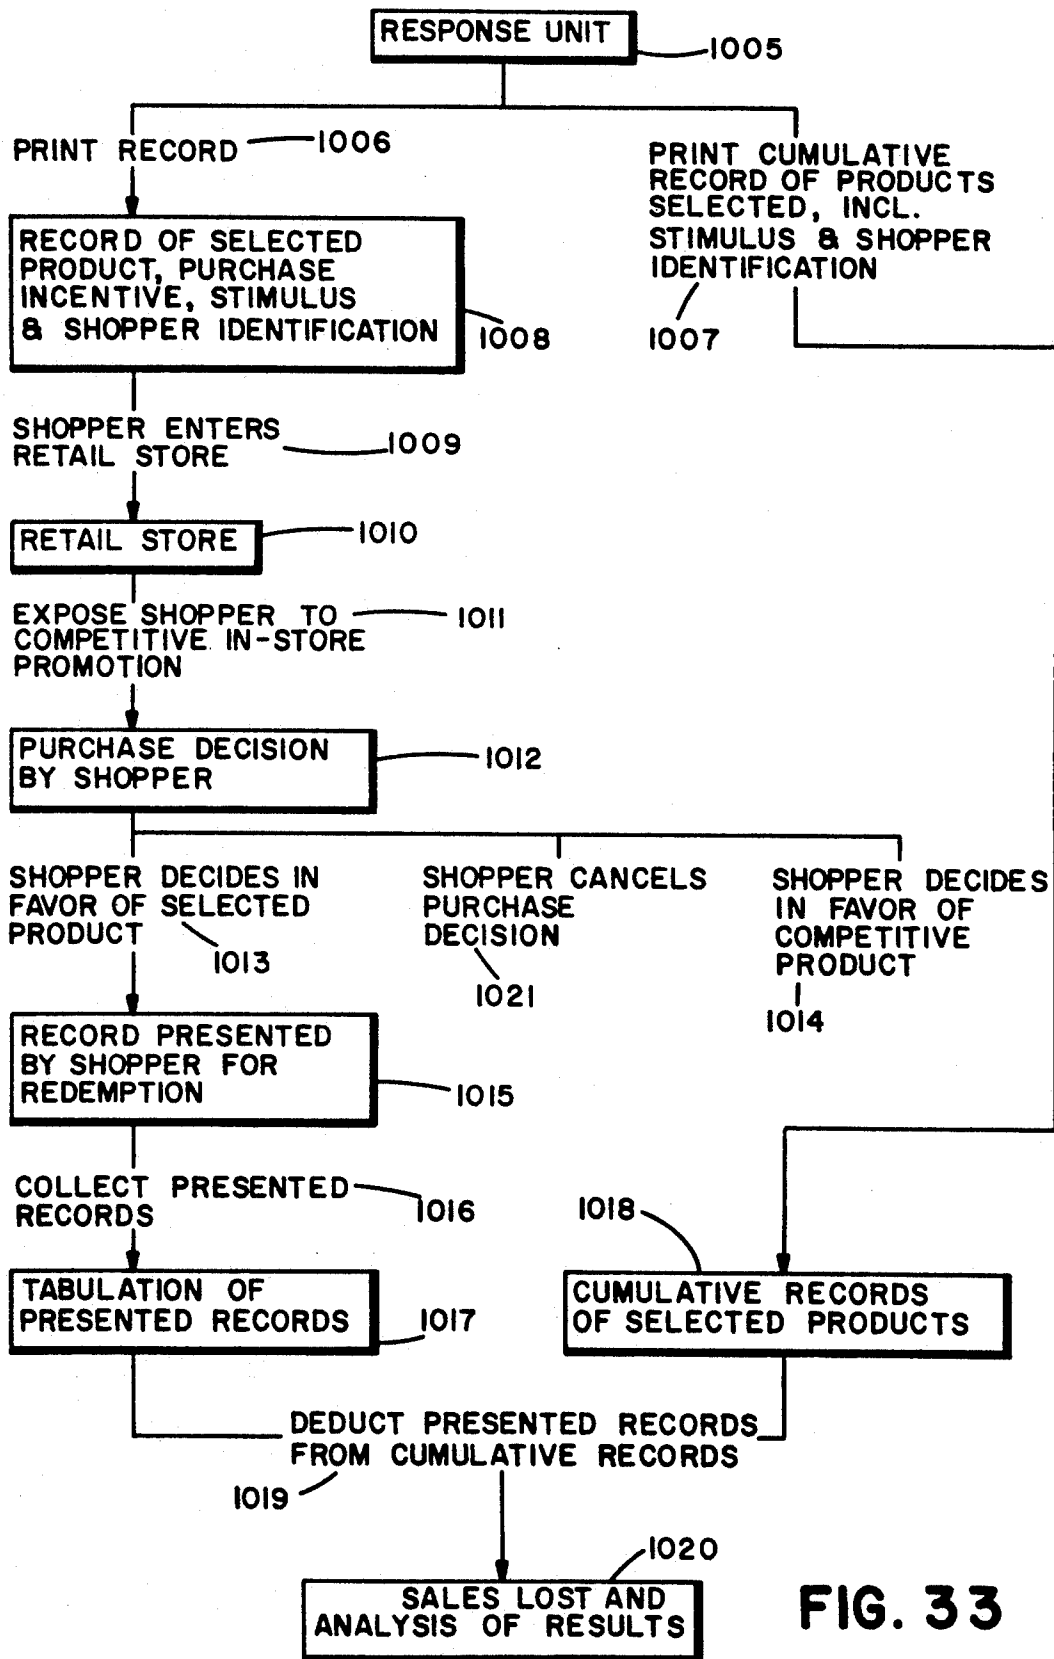 RESPONSE UNIT
1005
PRINT RECORD
1006
PRINT CUMULATIVE
RECORD OF PRODUCTS
SELECTED, INCL.
STIMULUS & SHOPPER
IDENTIFICATION
1007
RECORD OF SELECTED
PRODUCT, PURCHASE
INCENTIVE, STIMULUS
& SHOPPER IDENTIFICATION
1008
SHOPPER ENTERS
RETAIL STORE
1009
RETAIL STORE
1010
EXPOSE SHOPPER TO
COMPETITIVE IN-STORE
PROMOTION
1011
PURCHASE DECISION
BY SHOPPER
1012
SHOPPER DECIDES IN
FAVOR OF SELECTED
PRODUCT
1013
SHOPPER CANCELS
PURCHASE
DECISION
1021
SHOPPER DECIDES
IN FAVOR OF
COMPETITIVE
PRODUCT
1014
RECORD PRESENTED
BY SHOPPER FOR
REDEMPTION
1015
COLLECT PRESENTED
RECORDS
1016
TABULATION OF
PRESENTED RECORDS
1017
1018
CUMULATIVE RECORDS
OF SELECTED PRODUCTS
DEDUCT PRESENTED RECORDS
FROM CUMULATIVE RECORDS
1019
1020
SALES LOST AND
ANALYSIS OF RESULTS
FIG. 33